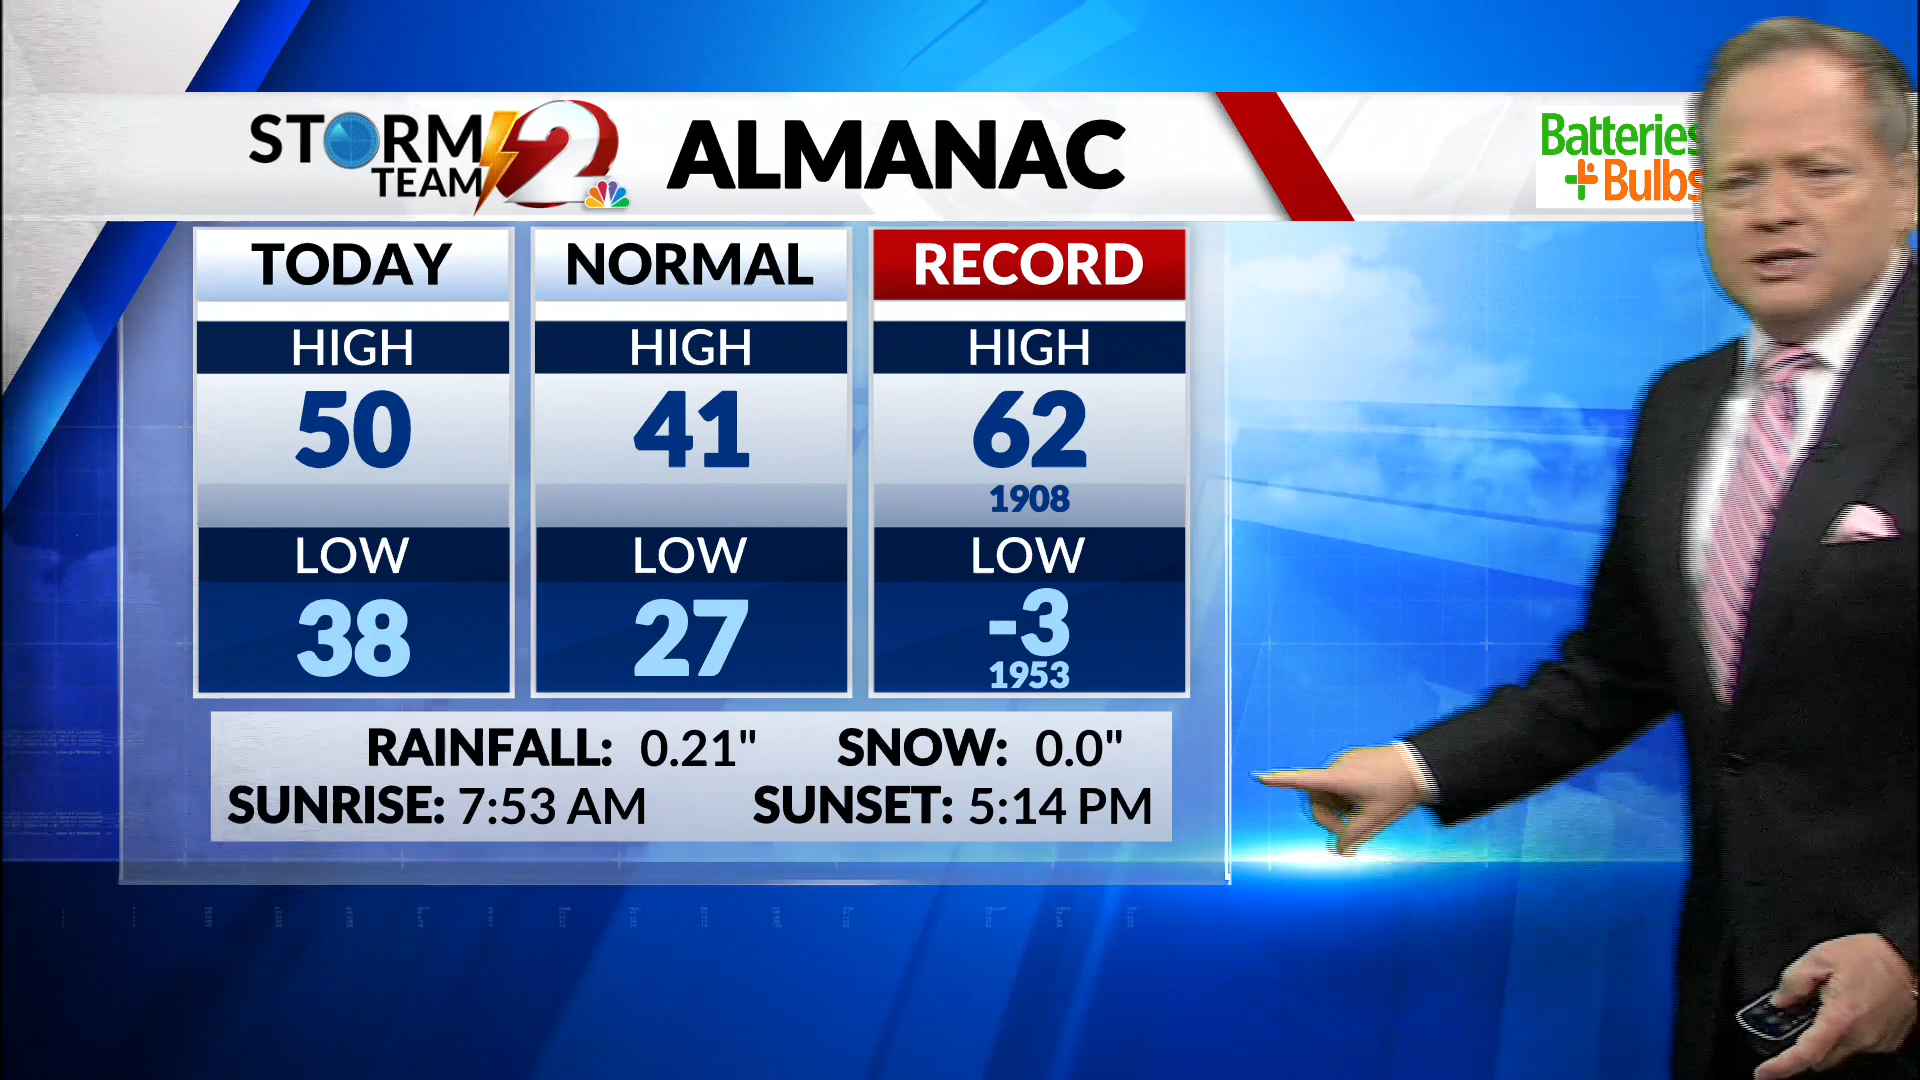 STORM
TEAM
2
ALMANAC
Batteries
+Bulbs
TODAY
HIGH
50
LOW
38
NORMAL
HIGH
41
LOW
27
RECORD
HIGH
62
1908
LOW
-3
1953
RAINFALL: 0.21" SNOW: 0.0"
SUNRISE: 7:53 AM SUNSET: 5:14 PM